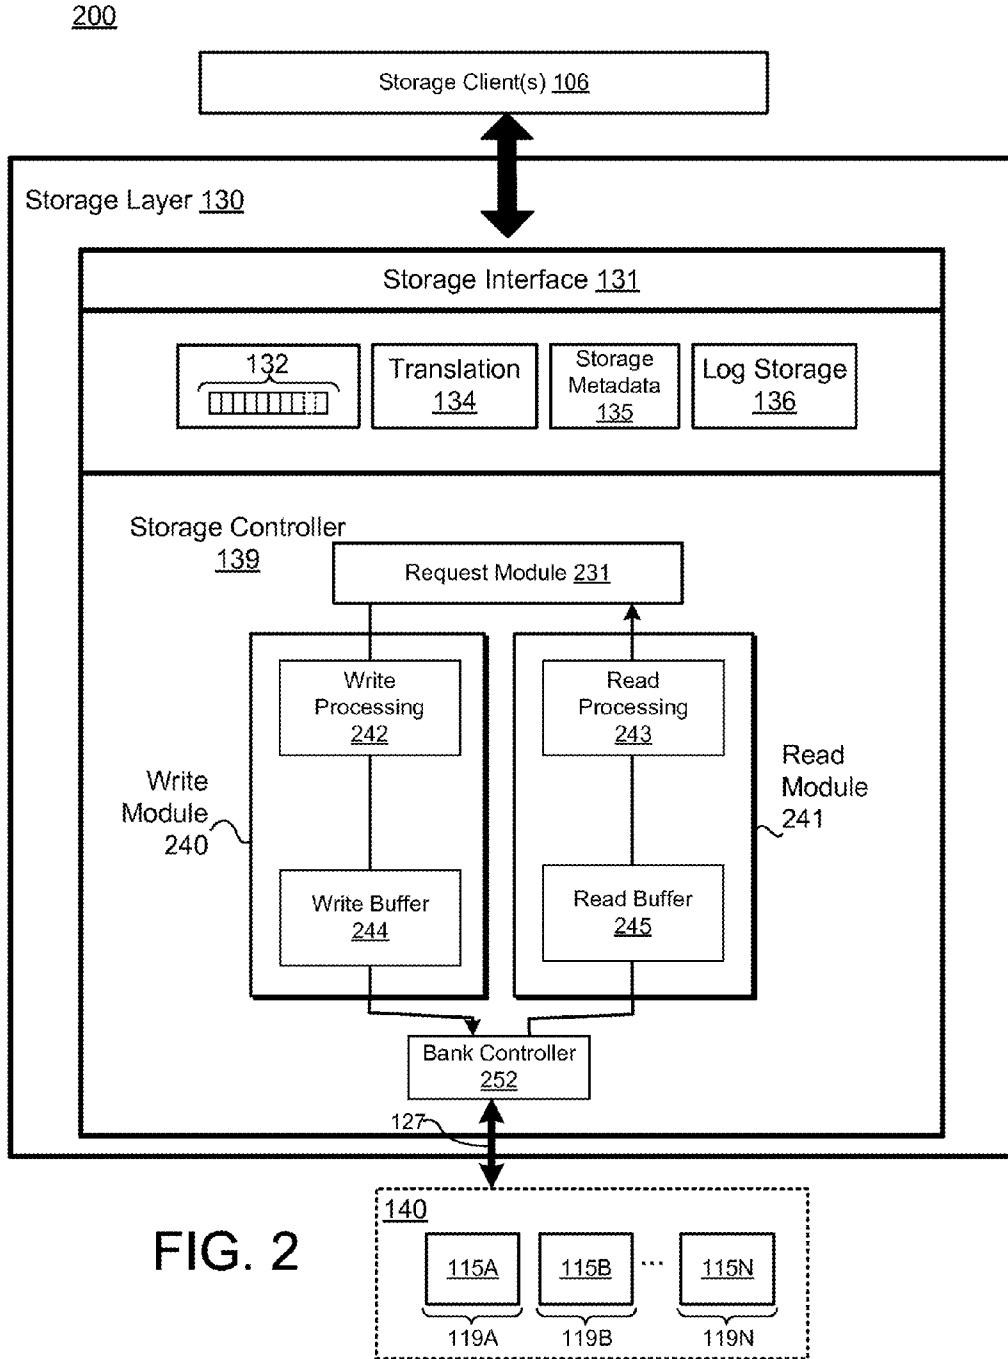 200
Storage Client(s) 106
Storage Layer 130
Storage Interface 131
132
Translation
134
Storage
Metadata
135
Log Storage
136
Storage Controller
139
Request Module 231
Write
Processing
242
Read
Processing
243
Write
Module
240
Read
Module
241
Write Buffer
244
Read Buffer
245
Bank Controller
252
127
140
FIG. 2
115A
115B
...
115N
119A
119B
119N